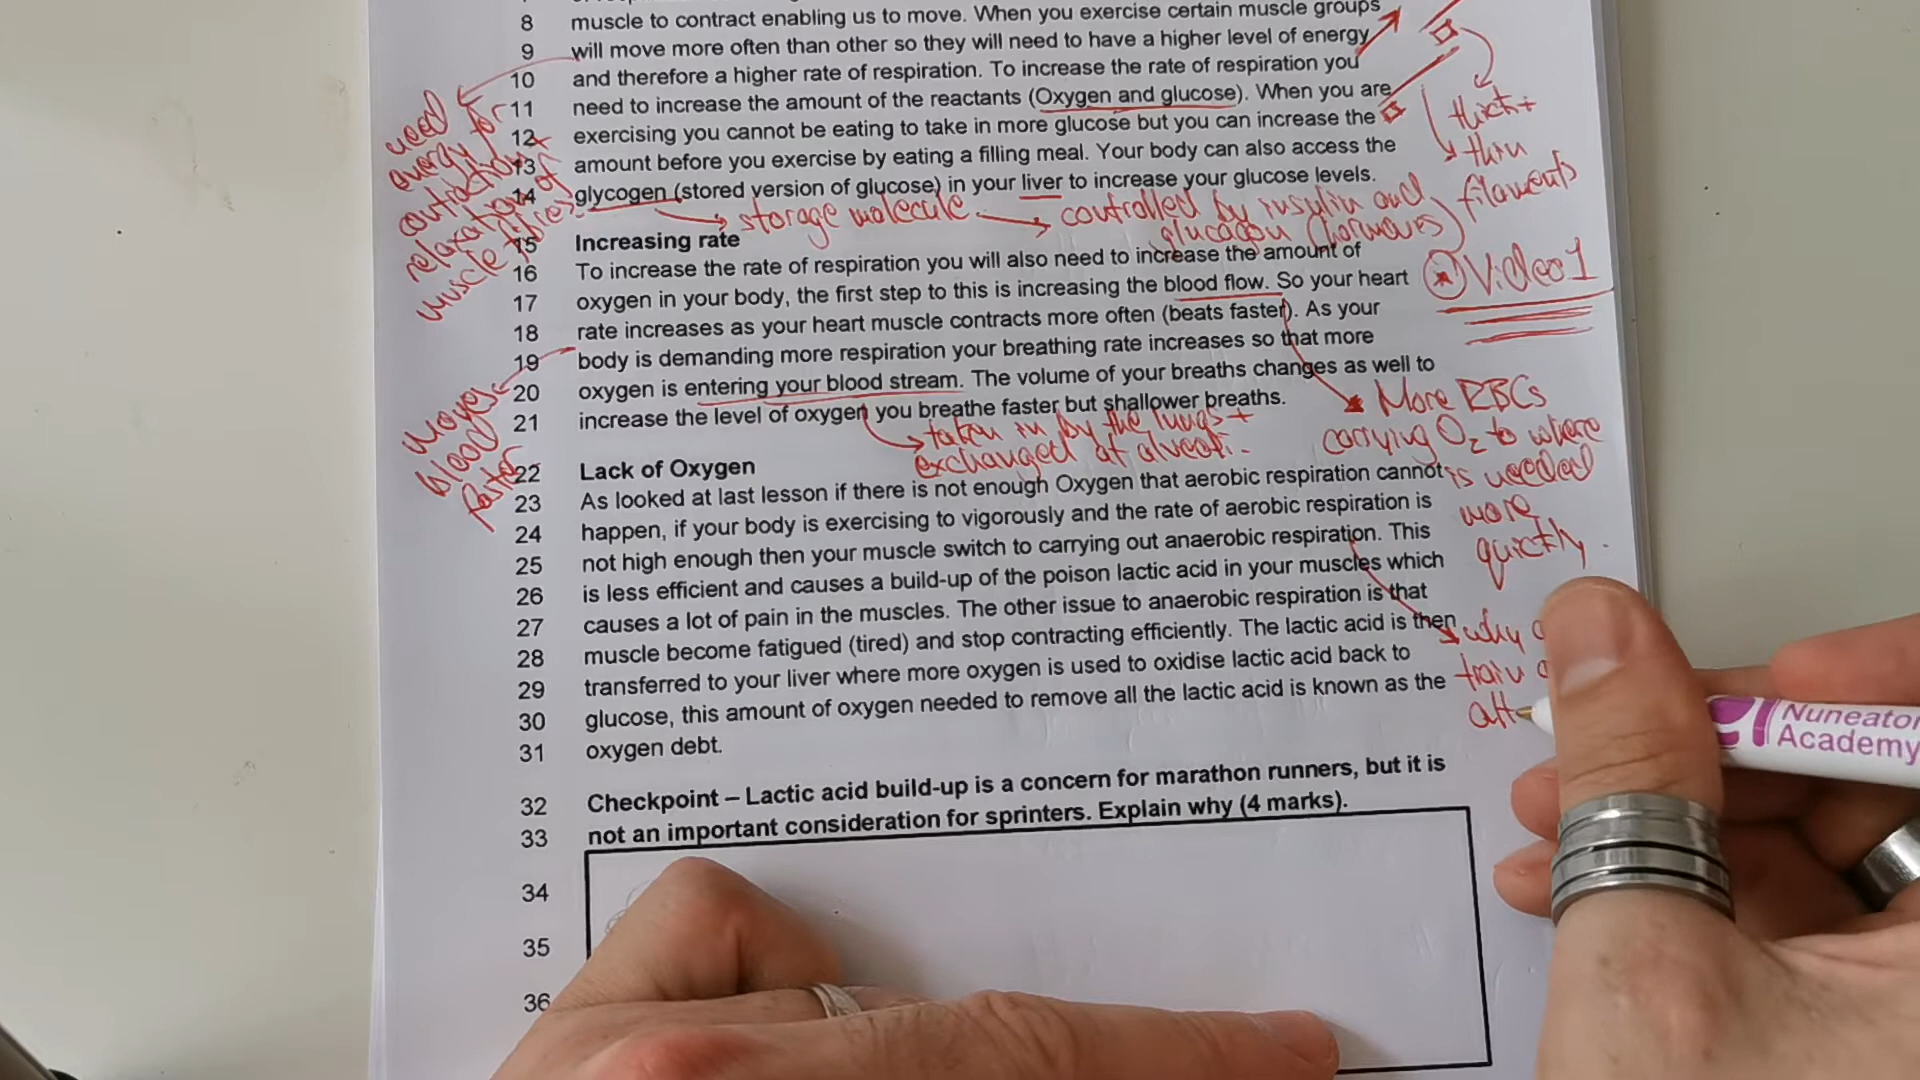 8 muscle to contract enabling us to move. When you exercise certain muscle groups
9 will move more often than other so they will need to have a higher level of energy
10 and therefore a higher rate of respiration. To increase the rate of respiration you
11 need to increase the amount of the reactants (Oxygen and glucose). When you are
12 exercising you cannot be eating to take in more glucose but you can increase the
13 amount before you exercise by eating a filling meal. Your body can also access the
14 glycogen (stored version of glucose) in your liver to increase your glucose levels.
need
energy for
contraction +
relaxation of
muscle fibres
thick +
thin
filaments
storage molecule
controlled by insulin and
glucagon (hormones)
15 Increasing rate
16 To increase the rate of respiration you will also need to increase the amount of
17 oxygen in your body, the first step to this is increasing the blood flow. So your heart
18 rate increases as your heart muscle contracts more often (beats faster). As your
19 body is demanding more respiration your breathing rate increases so that more
20 oxygen is entering your blood stream. The volume of your breaths changes as well to
21 increase the level of oxygen you breathe faster but shallower breaths.
Video 1
moves
blood
faster
taken in by the lungs +
exchanged at alveoli.
More RBCs
carrying O₂ to where
is needed
more
quickly.
22 Lack of Oxygen
23 As looked at last lesson if there is not enough Oxygen that aerobic respiration cannot
24 happen, if your body is exercising to vigorously and the rate of aerobic respiration is
25 not high enough then your muscle switch to carrying out anaerobic respiration. This
26 is less efficient and causes a build-up of the poison lactic acid in your muscles which
27 causes a lot of pain in the muscles. The other issue to anaerobic respiration is that
28 muscle become fatigued (tired) and stop contracting efficiently. The lactic acid is then
29 transferred to your liver where more oxygen is used to oxidise lactic acid back to
30 glucose, this amount of oxygen needed to remove all the lactic acid is known as the
31 oxygen debt.
why
train
32 Checkpoint – Lactic acid build-up is a concern for marathon runners, but it is
33 not an important consideration for sprinters. Explain why (4 marks).
34
35
36
Nuneaton
Academy